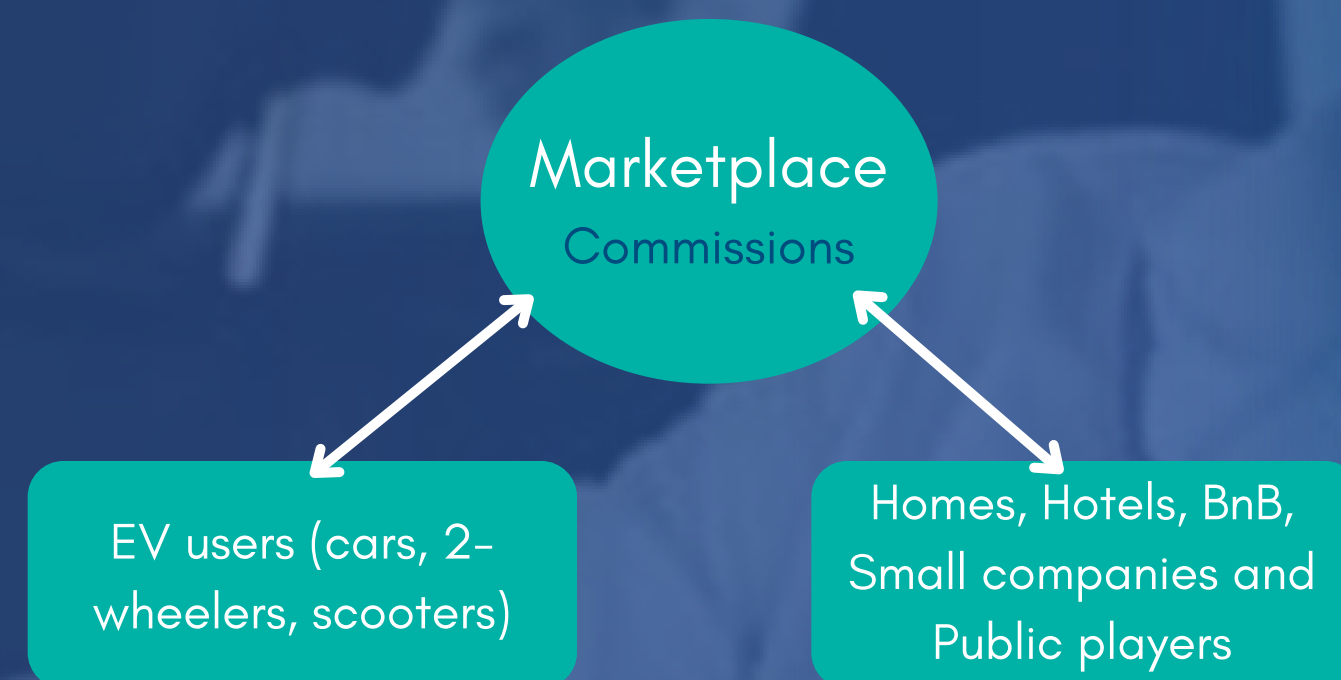 Marketplace
Commissions
EV users (cars, 2-
wheelers, scooters)
Homes, Hotels, BnB,
Small companies and
Public players